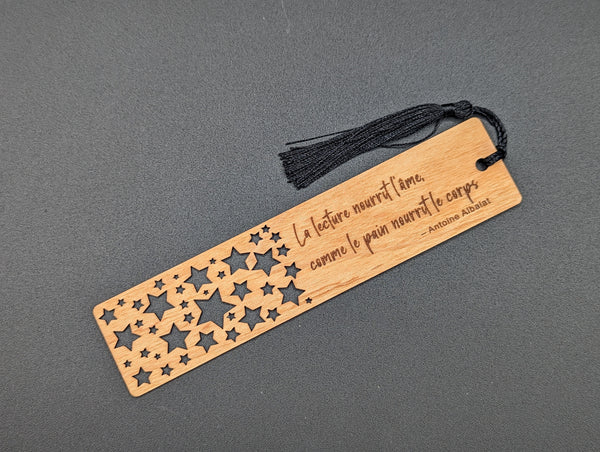 La lecture nourrit l'âme,
comme le pain nourrit le corps
– Antoine Albalat